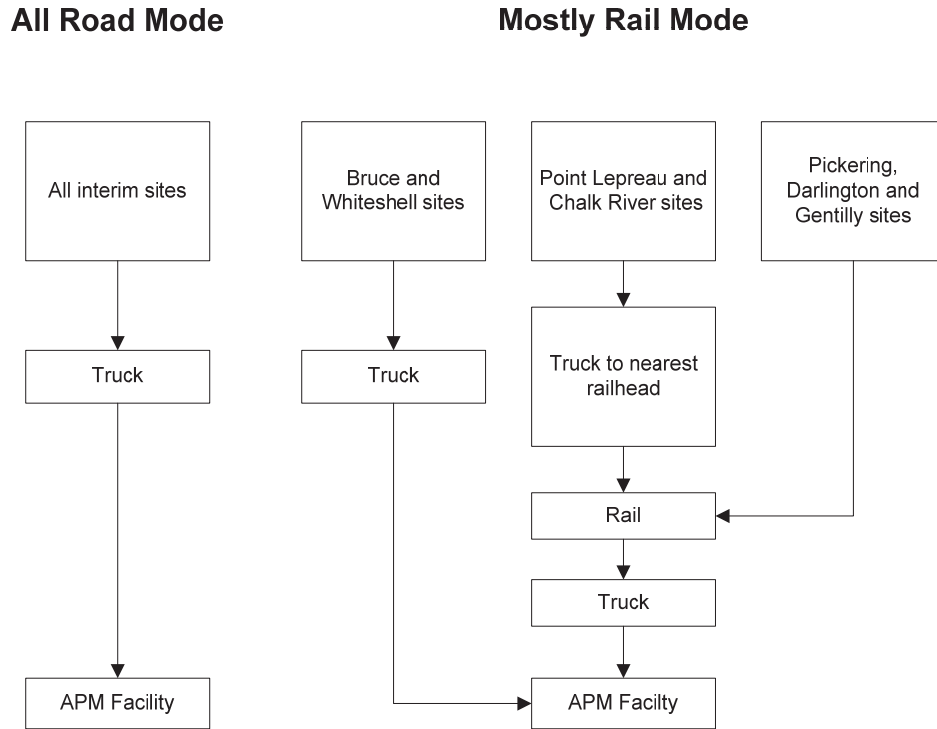 All Road Mode
Mostly Rail Mode
All interim sites
Bruce and
Whiteshell sites
Point Lepreau and
Chalk River sites
Pickering,
Darlington and
Gentilly sites
Truck
Truck
Truck to nearest
railhead
Rail
Truck
APM Facility
APM Facilty